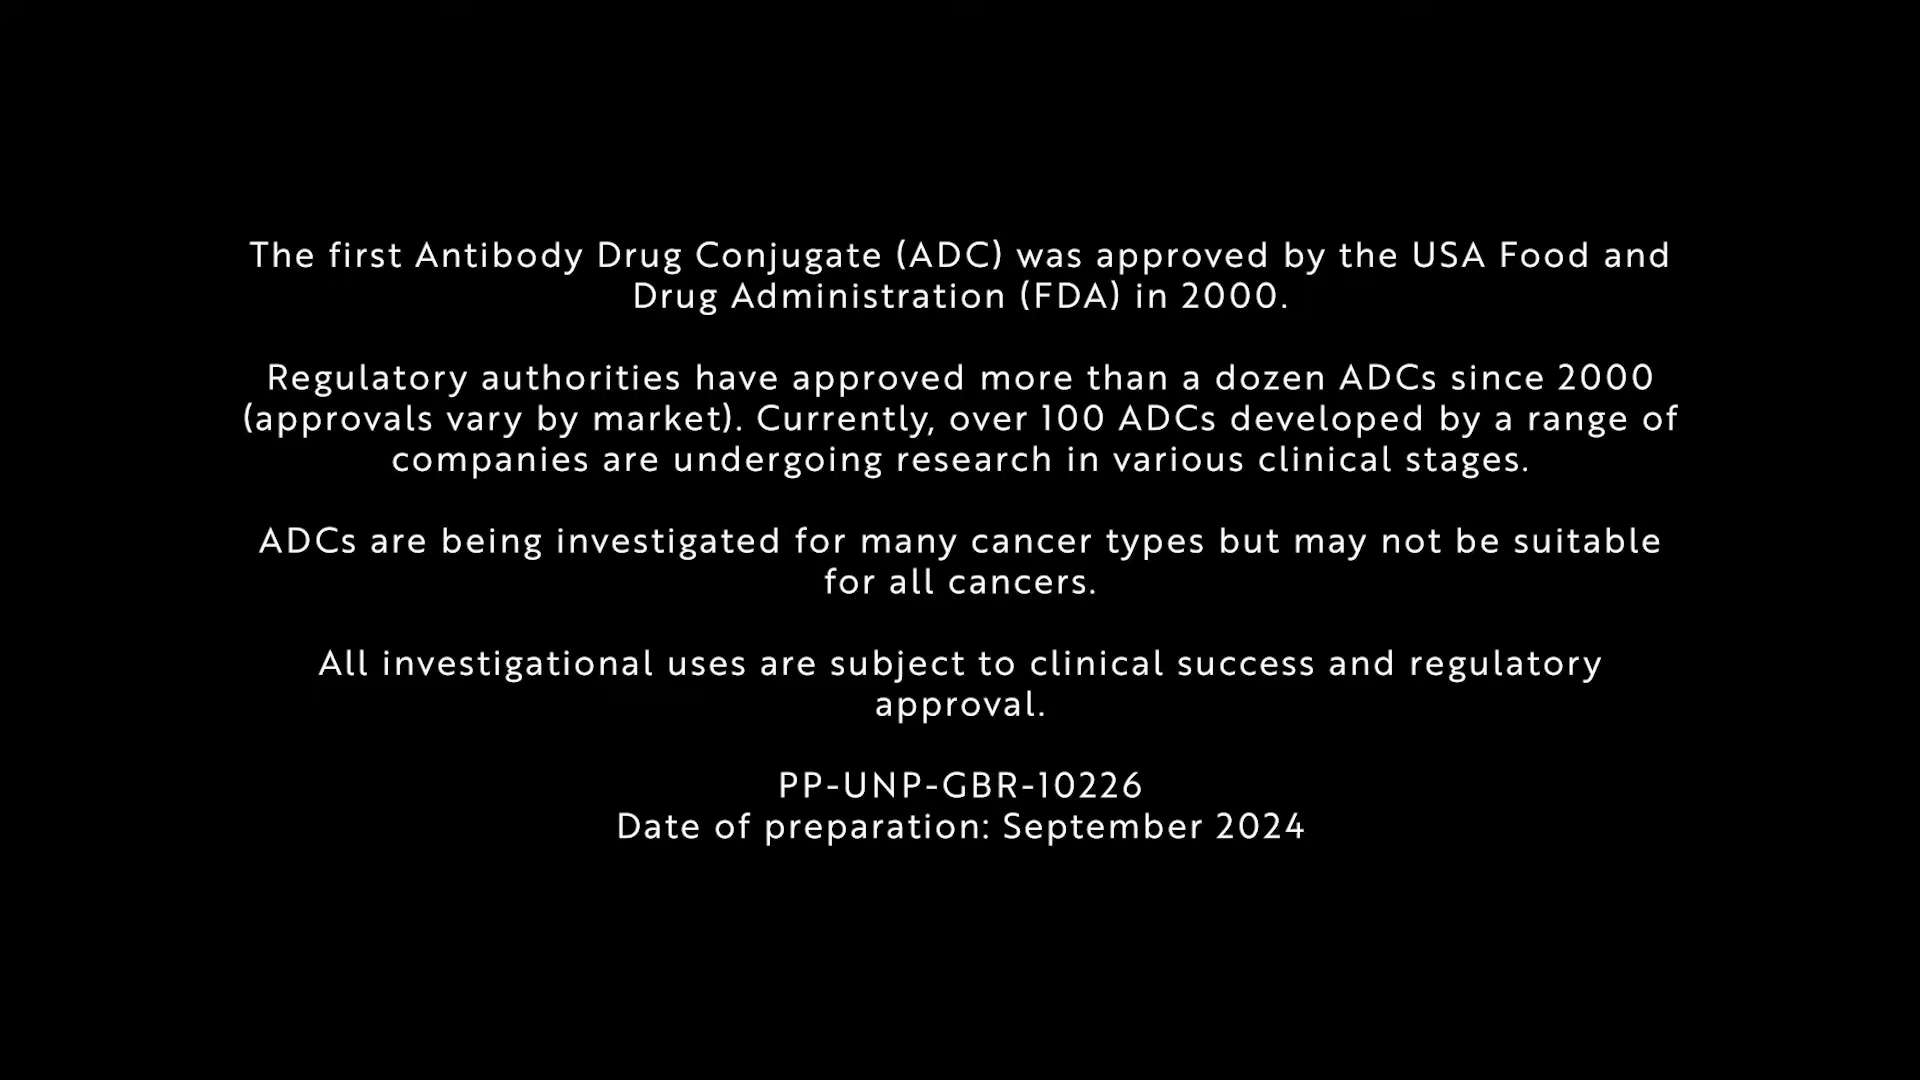 The first Antibody Drug Conjugate (ADC) was approved by the USA Food and
Drug Administration (FDA) in 2000.
Regulatory authorities have approved more than a dozen ADCs since 2000
(approvals vary by market). Currently, over 100 ADCs developed by a range of
companies are undergoing research in various clinical stages.
ADCs are being investigated for many cancer types but may not be suitable
for all cancers.
All investigational uses are subject to clinical success and regulatory
approval.
PP-UNP-GBR-10226
Date of preparation: September 2024